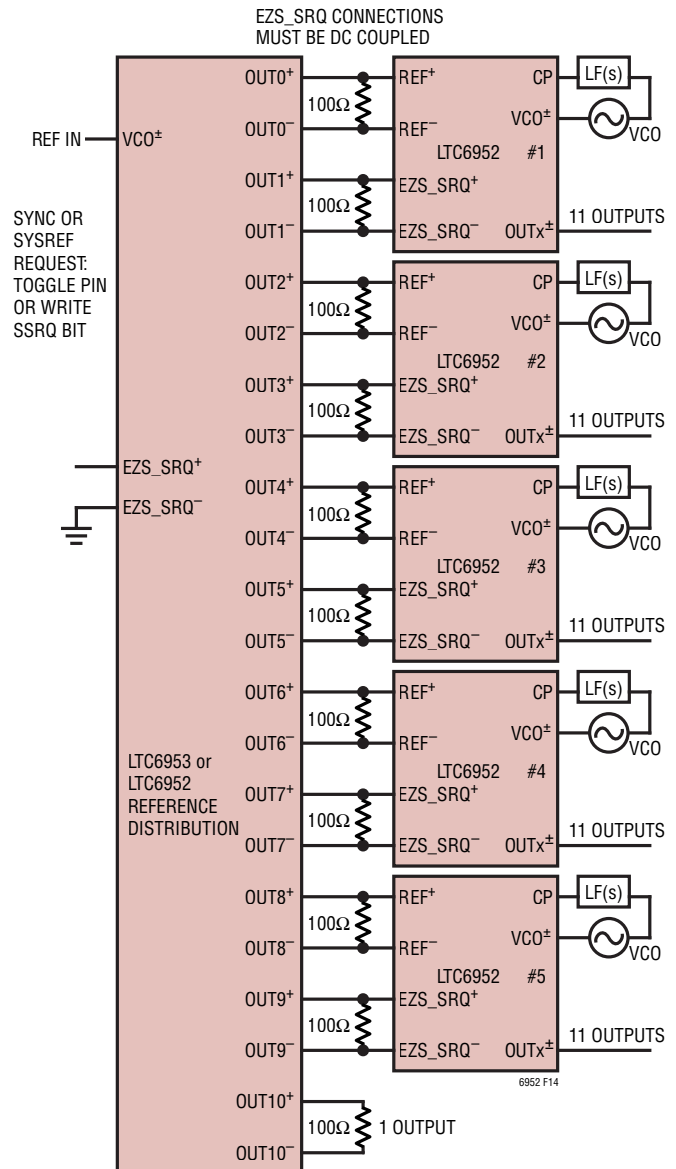 EZS_SRQ CONNECTIONS
MUST BE DC COUPLED
REF IN
VCO±
SYNC OR
SYSREF
REQUEST:
TOGGLE PIN
OR WRITE
SSRQ BIT
EZS_SRQ+
EZS_SRQ−
LTC6953 or
LTC6952
REFERENCE
DISTRIBUTION
OUT0+
100Ω
OUT0−
OUT1+
100Ω
OUT1−
REF+
CP
LF(s)
REF−
VCO±
VCO
LTC6952 #1
EZS_SRQ+
EZS_SRQ−
OUTx±
11 OUTPUTS
OUT2+
100Ω
OUT2−
OUT3+
100Ω
OUT3−
REF+
CP
LF(s)
REF−
VCO±
VCO
LTC6952 #2
EZS_SRQ+
EZS_SRQ−
OUTx±
11 OUTPUTS
OUT4+
100Ω
OUT4−
OUT5+
100Ω
OUT5−
REF+
CP
LF(s)
REF−
VCO±
VCO
LTC6952 #3
EZS_SRQ+
EZS_SRQ−
OUTx±
11 OUTPUTS
OUT6+
100Ω
OUT6−
OUT7+
100Ω
OUT7−
REF+
CP
LF(s)
REF−
VCO±
VCO
LTC6952 #4
EZS_SRQ+
EZS_SRQ−
OUTx±
11 OUTPUTS
OUT8+
100Ω
OUT8−
OUT9+
100Ω
OUT9−
REF+
CP
LF(s)
REF−
VCO±
VCO
LTC6952 #5
EZS_SRQ+
EZS_SRQ−
OUTx±
11 OUTPUTS
6952 F14
OUT10+
100Ω
1 OUTPUT
OUT10−